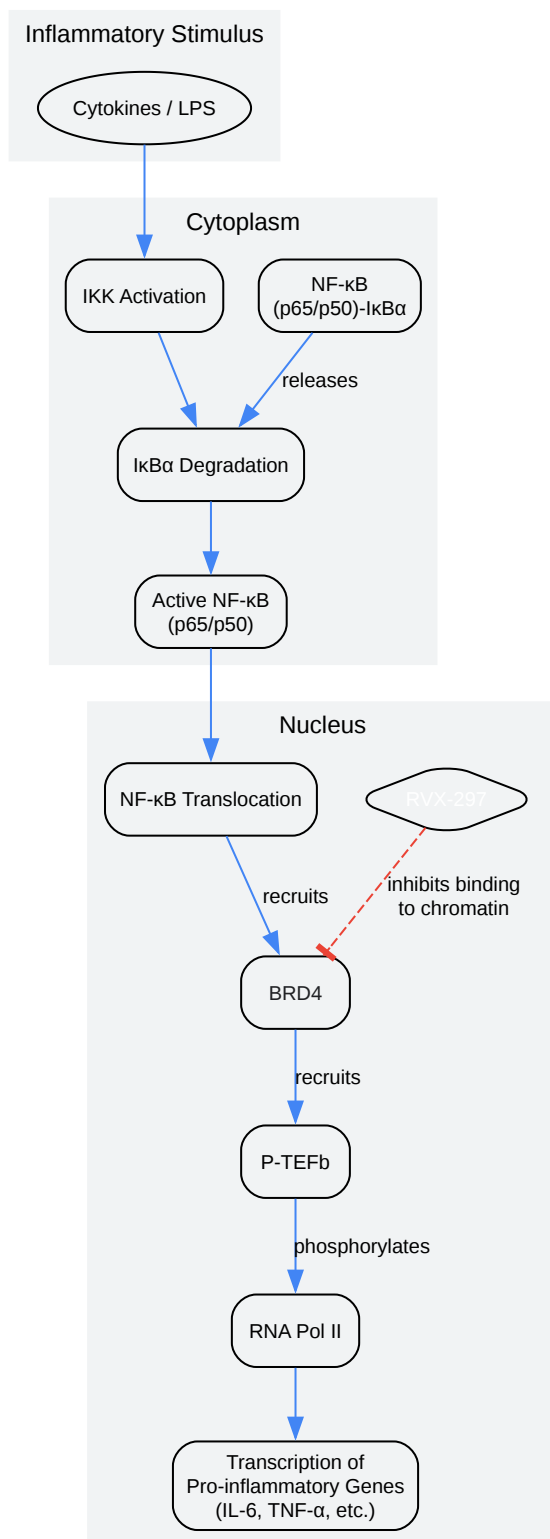 Inflammatory Stimulus
Cytokines / LPS
Cytoplasm
IKK Activation
NF-κB
(p65/p50)-IκBα
releases
IκBα Degradation
Active NF-κB
(p65/p50)
Nucleus
NF-κB Translocation
RVX-297
recruits
inhibits binding
to chromatin
BRD4
recruits
P-TEFb
phosphorylates
RNA Pol II
Transcription of
Pro-inflammatory Genes
(IL-6, TNF-α, etc.)